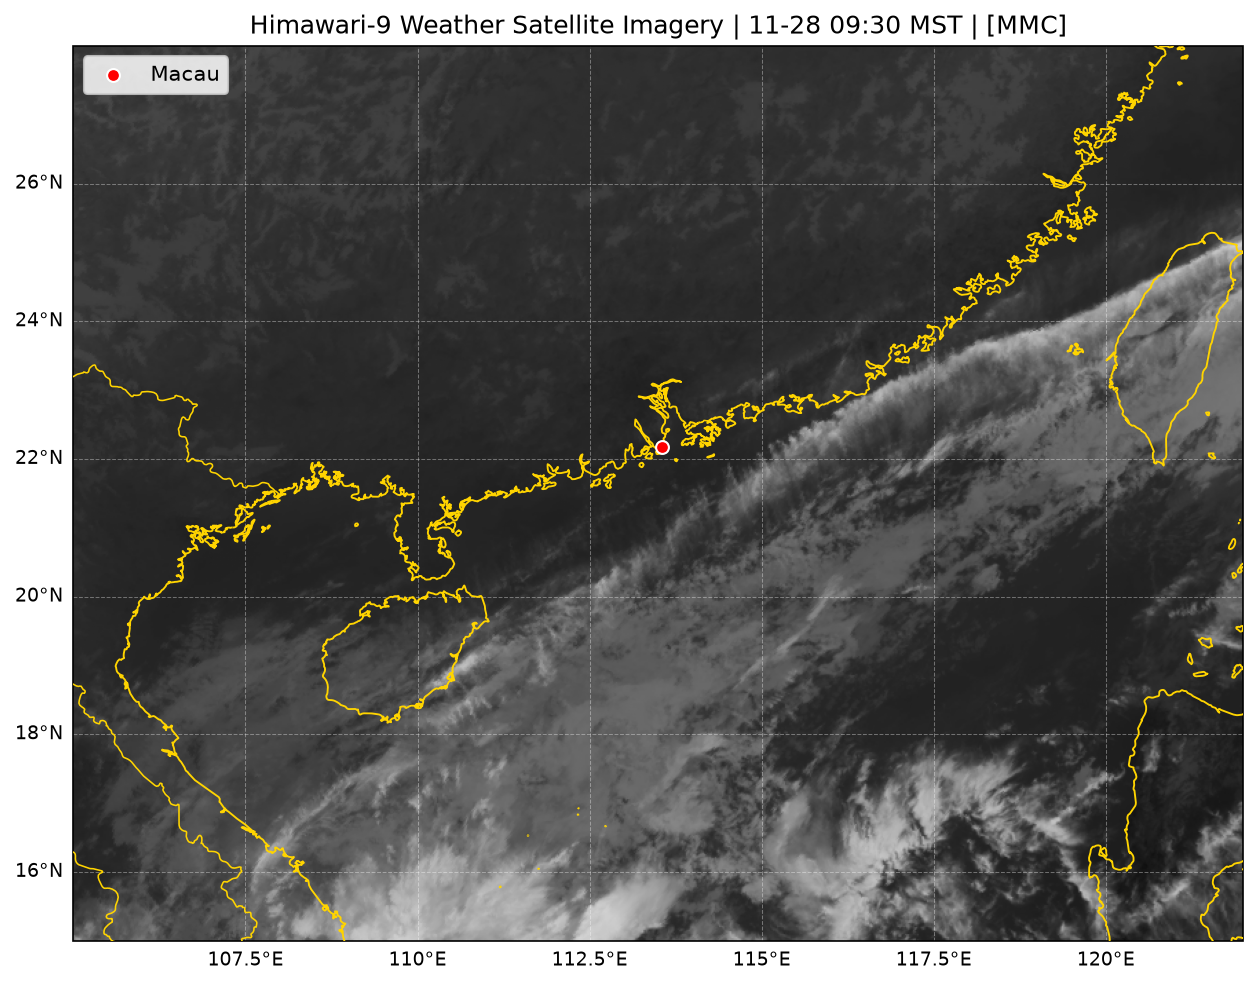 Himawari-9 Weather Satellite Imagery | 11-28 09:30 MST | [MMC]
Macau
26°N
24°N
22°N
20°N
18°N
16°N
107.5°E
110°E
112.5°E
115°E
117.5°E
120°E